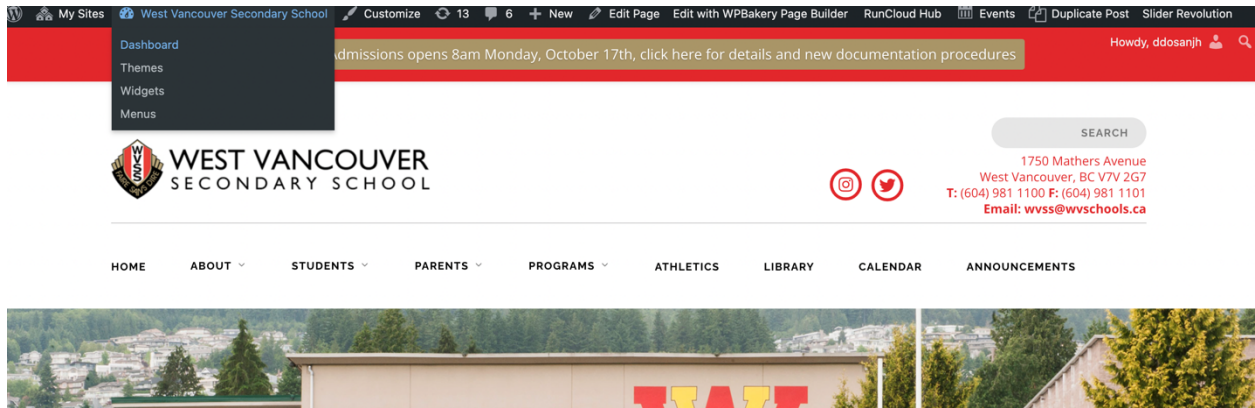 My Sites West Vancouver Secondary School Customize 13 6 New Edit Page Edit with WPBakery Page Builder RunCloud Hub Events Duplicate Post Slider Revolution
Howdy, ddosanjh
Dashboard
Themes
Widgets
Menus
Admissions opens 8am Monday, October 17th, click here for details and new documentation procedures
WVSS
WEST VANCOUVER
SECONDARY SCHOOL
SEARCH
1750 Mathers Avenue
West Vancouver, BC V7V 2G7
T: (604) 981 1100 F: (604) 981 1101
Email: wvss@wvschools.ca
HOME ABOUT STUDENTS PARENTS PROGRAMS ATHLETICS LIBRARY CALENDAR ANNOUNCEMENTS